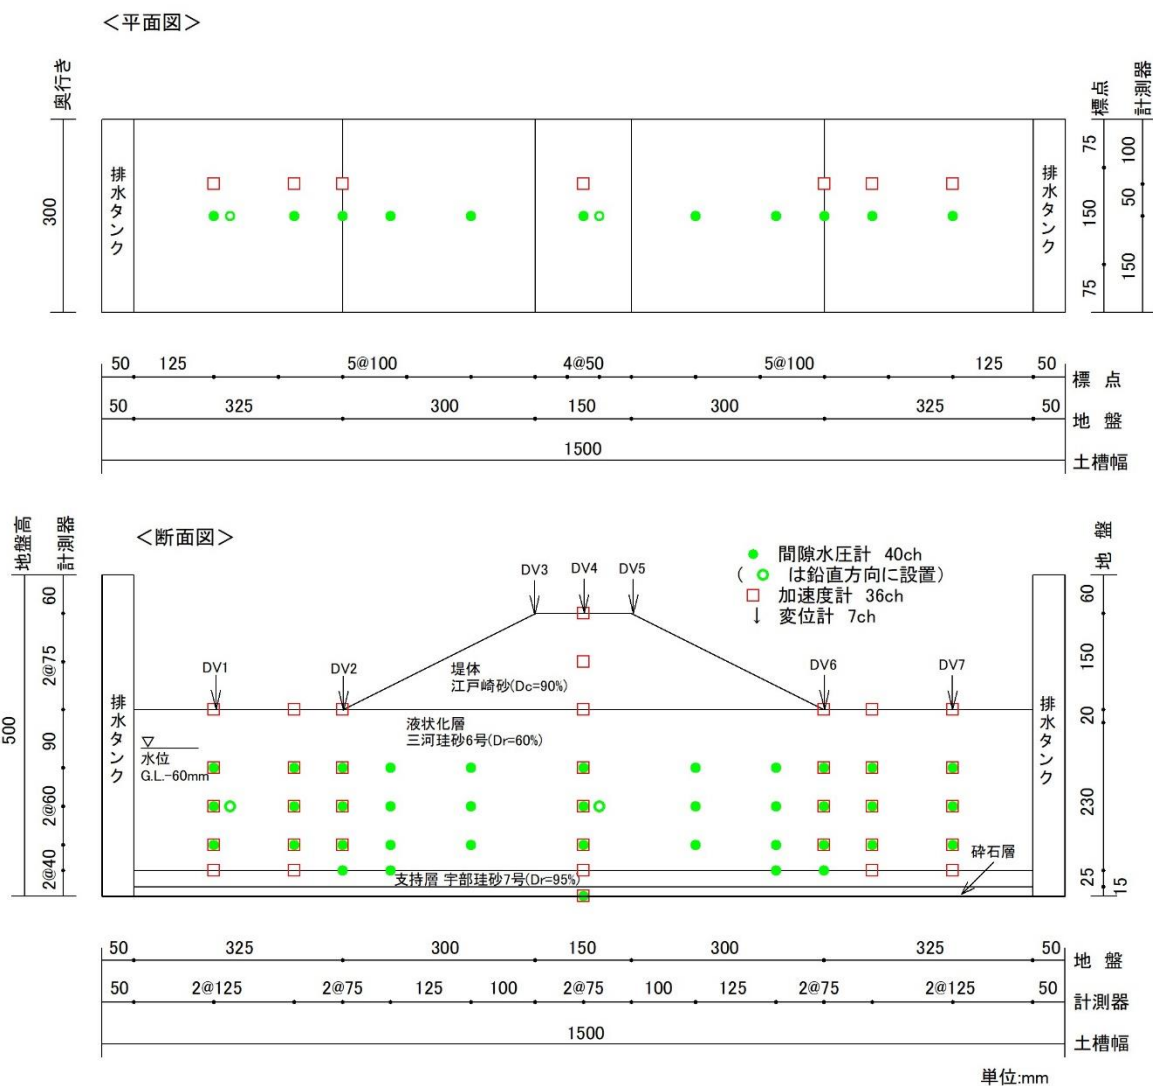 ＜平面図＞
奥行き
300
排水タンク
排水タンク
標点
計測器
75
150
75
100
50
150
50 125 5@100 4@50 5@100 125 50 標 点
50 325 300 150 300 325 50 地 盤
1500 土槽幅
＜断面図＞
地盤高
計測器
500
60
2@75
90
2@60
2@40
● 間隙水圧計 40ch
( ○ は鉛直方向に設置)
□ 加速度計 36ch
↓ 変位計 7ch
DV3 DV4 DV5
DV1 DV2 DV6 DV7
堤体
江戸崎砂(Dc=90%)
液状化層
三河珪砂6号(Dr=60%)
▽
水位
G.L.-60mm
排水タンク
排水タンク
砕石層
支持層 宇部珪砂7号(Dr=95%)
地 盤
60
150
20
230
25
15
50 325 300 150 300 325 50 地 盤
50 2@125 2@75 125 100 2@75 100 125 2@75 2@125 50 計測器
1500 土槽幅
単位:mm